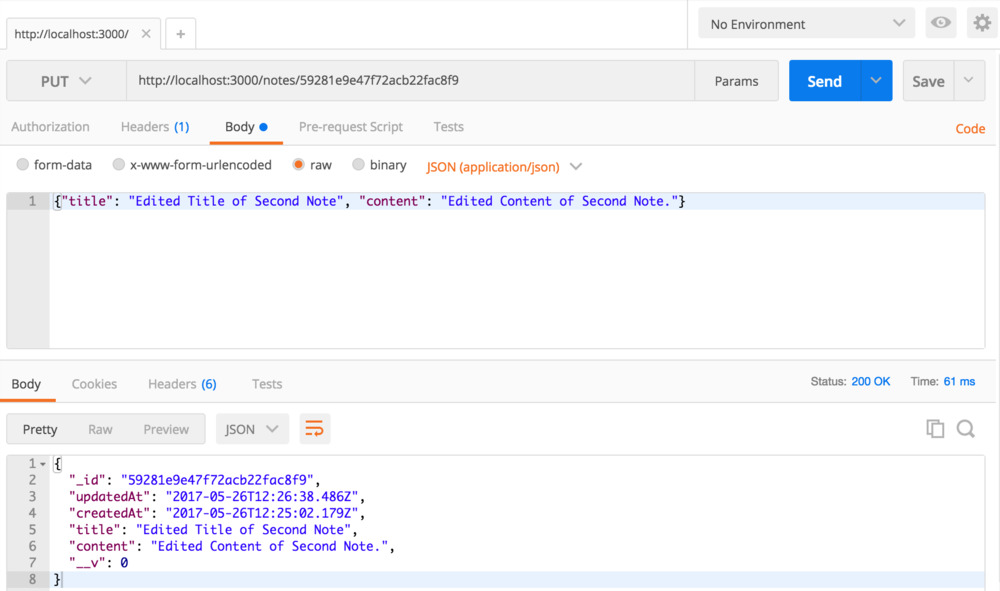 http://localhost:3000/
No Environment
PUT http://localhost:3000/notes/59281e9e47f72acb22fac8f9 Params Send Save
Authorization Headers (1) Body Pre-request Script Tests Code
form-data x-www-form-urlencoded raw binary JSON (application/json)
1 {"title": "Edited Title of Second Note", "content": "Edited Content of Second Note."}
Body Cookies Headers (6) Tests Status: 200 OK Time: 61 ms
Pretty Raw Preview JSON
1 {
2 "_id": "59281e9e47f72acb22fac8f9",
3 "updatedAt": "2017-05-26T12:26:38.486Z",
4 "createdAt": "2017-05-26T12:25:02.179Z",
5 "title": "Edited Title of Second Note",
6 "content": "Edited Content of Second Note.",
7 "__v": 0
8 }